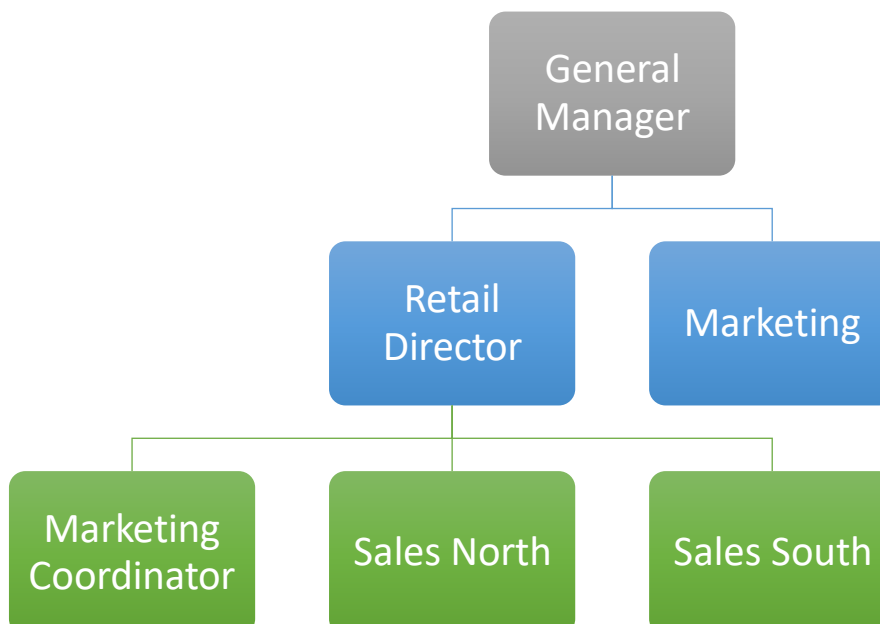 General
Manager
Retail
Director
Marketing
Marketing
Coordinator
Sales North
Sales South